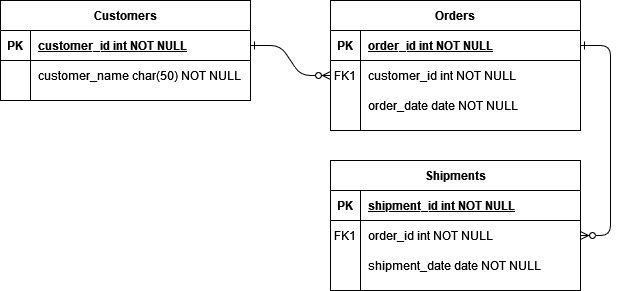 Customers
PK customer_id int NOT NULL
customer_name char(50) NOT NULL
Orders
PK order_id int NOT NULL
FK1 customer_id int NOT NULL
order_date date NOT NULL
Shipments
PK shipment_id int NOT NULL
FK1 order_id int NOT NULL
shipment_date date NOT NULL